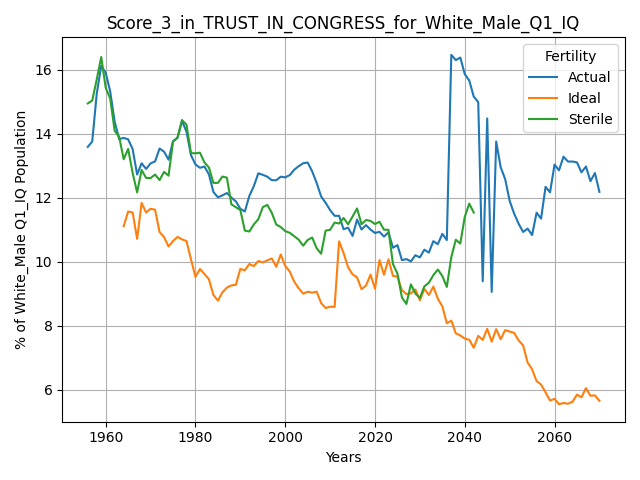 Score_3_in_TRUST_IN_CONGRESS_for_White_Male_Q1_IQ
Fertility
Actual
Ideal
Sterile
% of White_Male Q1_IQ Population
16
14
12
10
8
6
1960
1980
2000
2020
2040
2060
Years